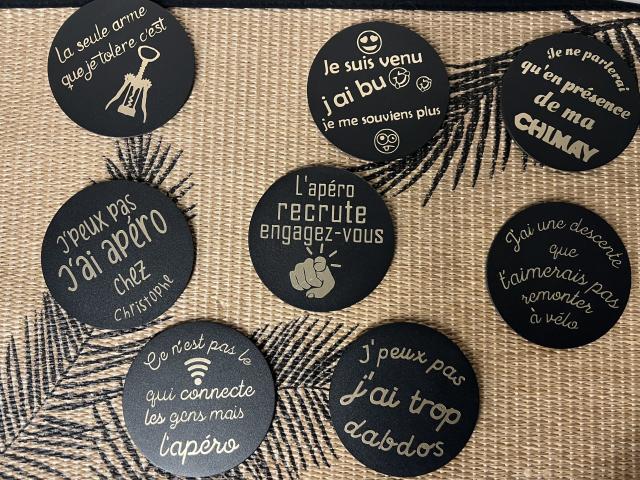 La seule arme
que je tolère c'est
Je suis venu
j'ai bu
je me souviens plus
Je ne parlerai
qu'en présence
de ma
CHIMAY
J'peux pas
J'ai apéro
chez
Christophe
L'apéro
recrute
engagez-vous
J'ai une descente
que
t'aimerais pas
remonter
à vélo
Ce n'est pas le
qui connecte
les gens mais
l'apéro
J'peux pas
j'ai trop
dabdos